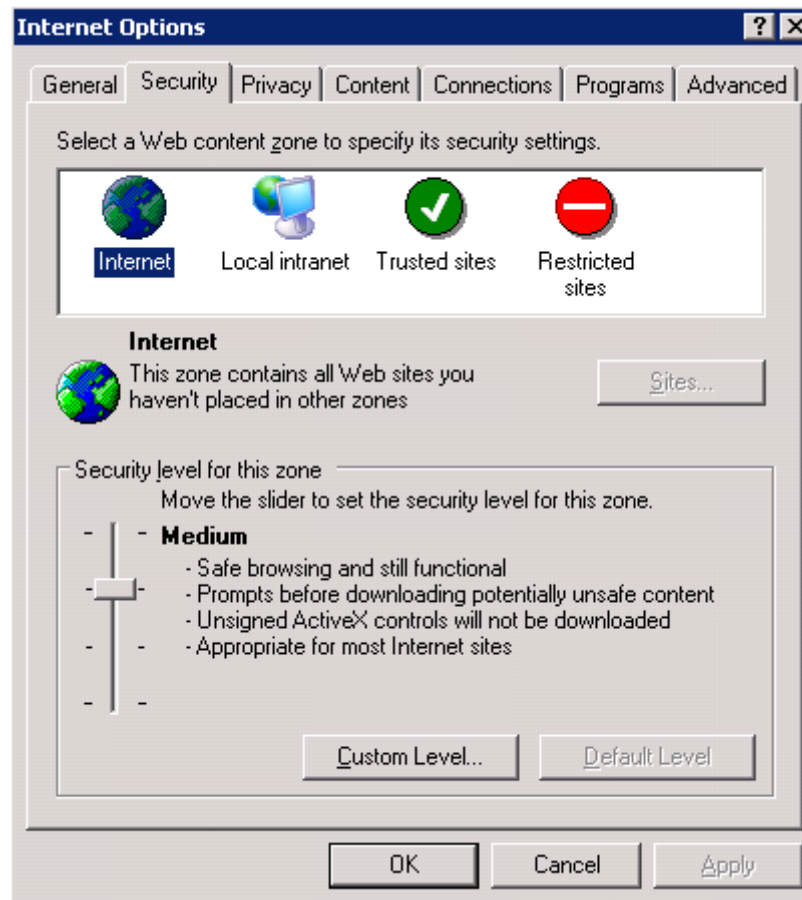 Internet Options
General Security Privacy Content Connections Programs Advanced
Select a Web content zone to specify its security settings.
Internet Local intranet Trusted sites Restricted sites
Internet
This zone contains all Web sites you
haven't placed in other zones
Sites...
Security level for this zone
Move the slider to set the security level for this zone.
Medium
- Safe browsing and still functional
- Prompts before downloading potentially unsafe content
- Unsigned ActiveX controls will not be downloaded
- Appropriate for most Internet sites
Custom Level... Default Level
OK Cancel Apply